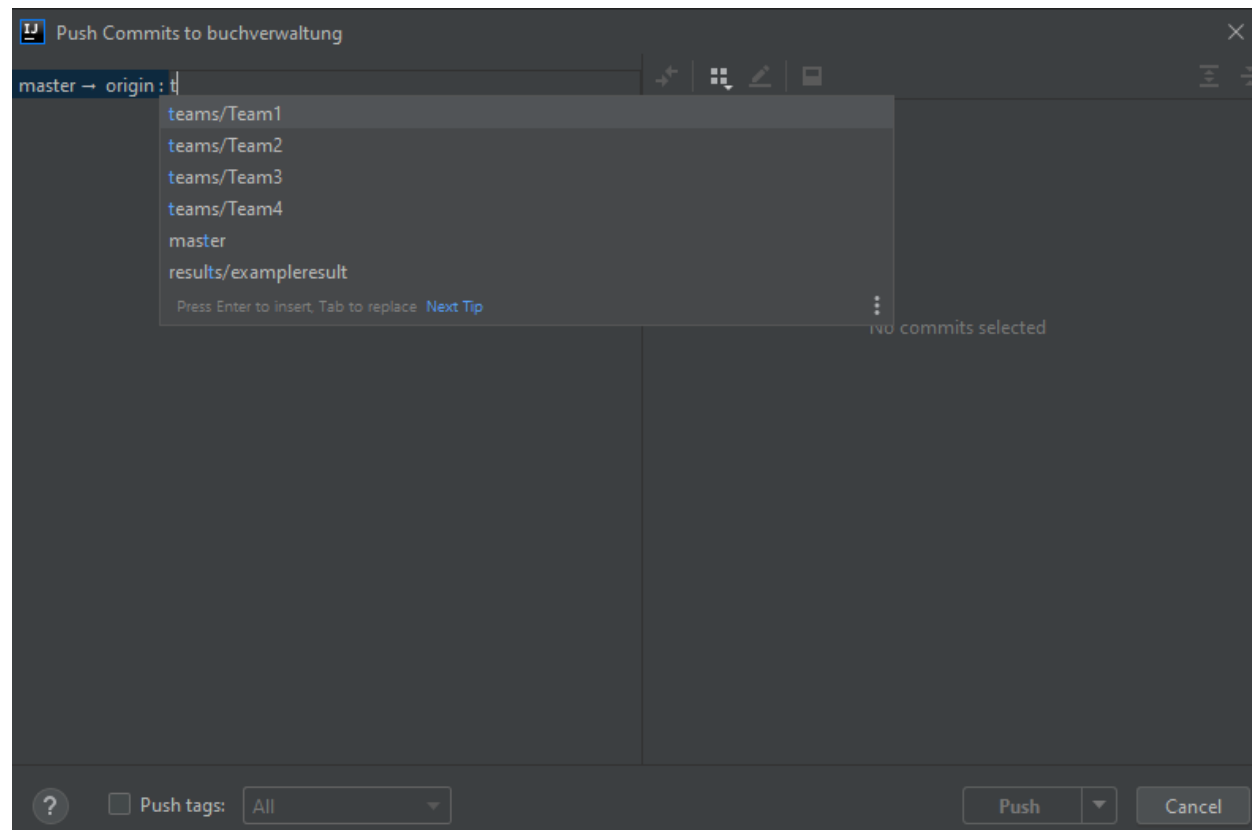 Push Commits to buchverwaltung
master → origin : t
teams/Team1
teams/Team2
teams/Team3
teams/Team4
master
results/exampleresult
Press Enter to insert, Tab to replace Next Tip
No commits selected
? Push tags: All Push Cancel